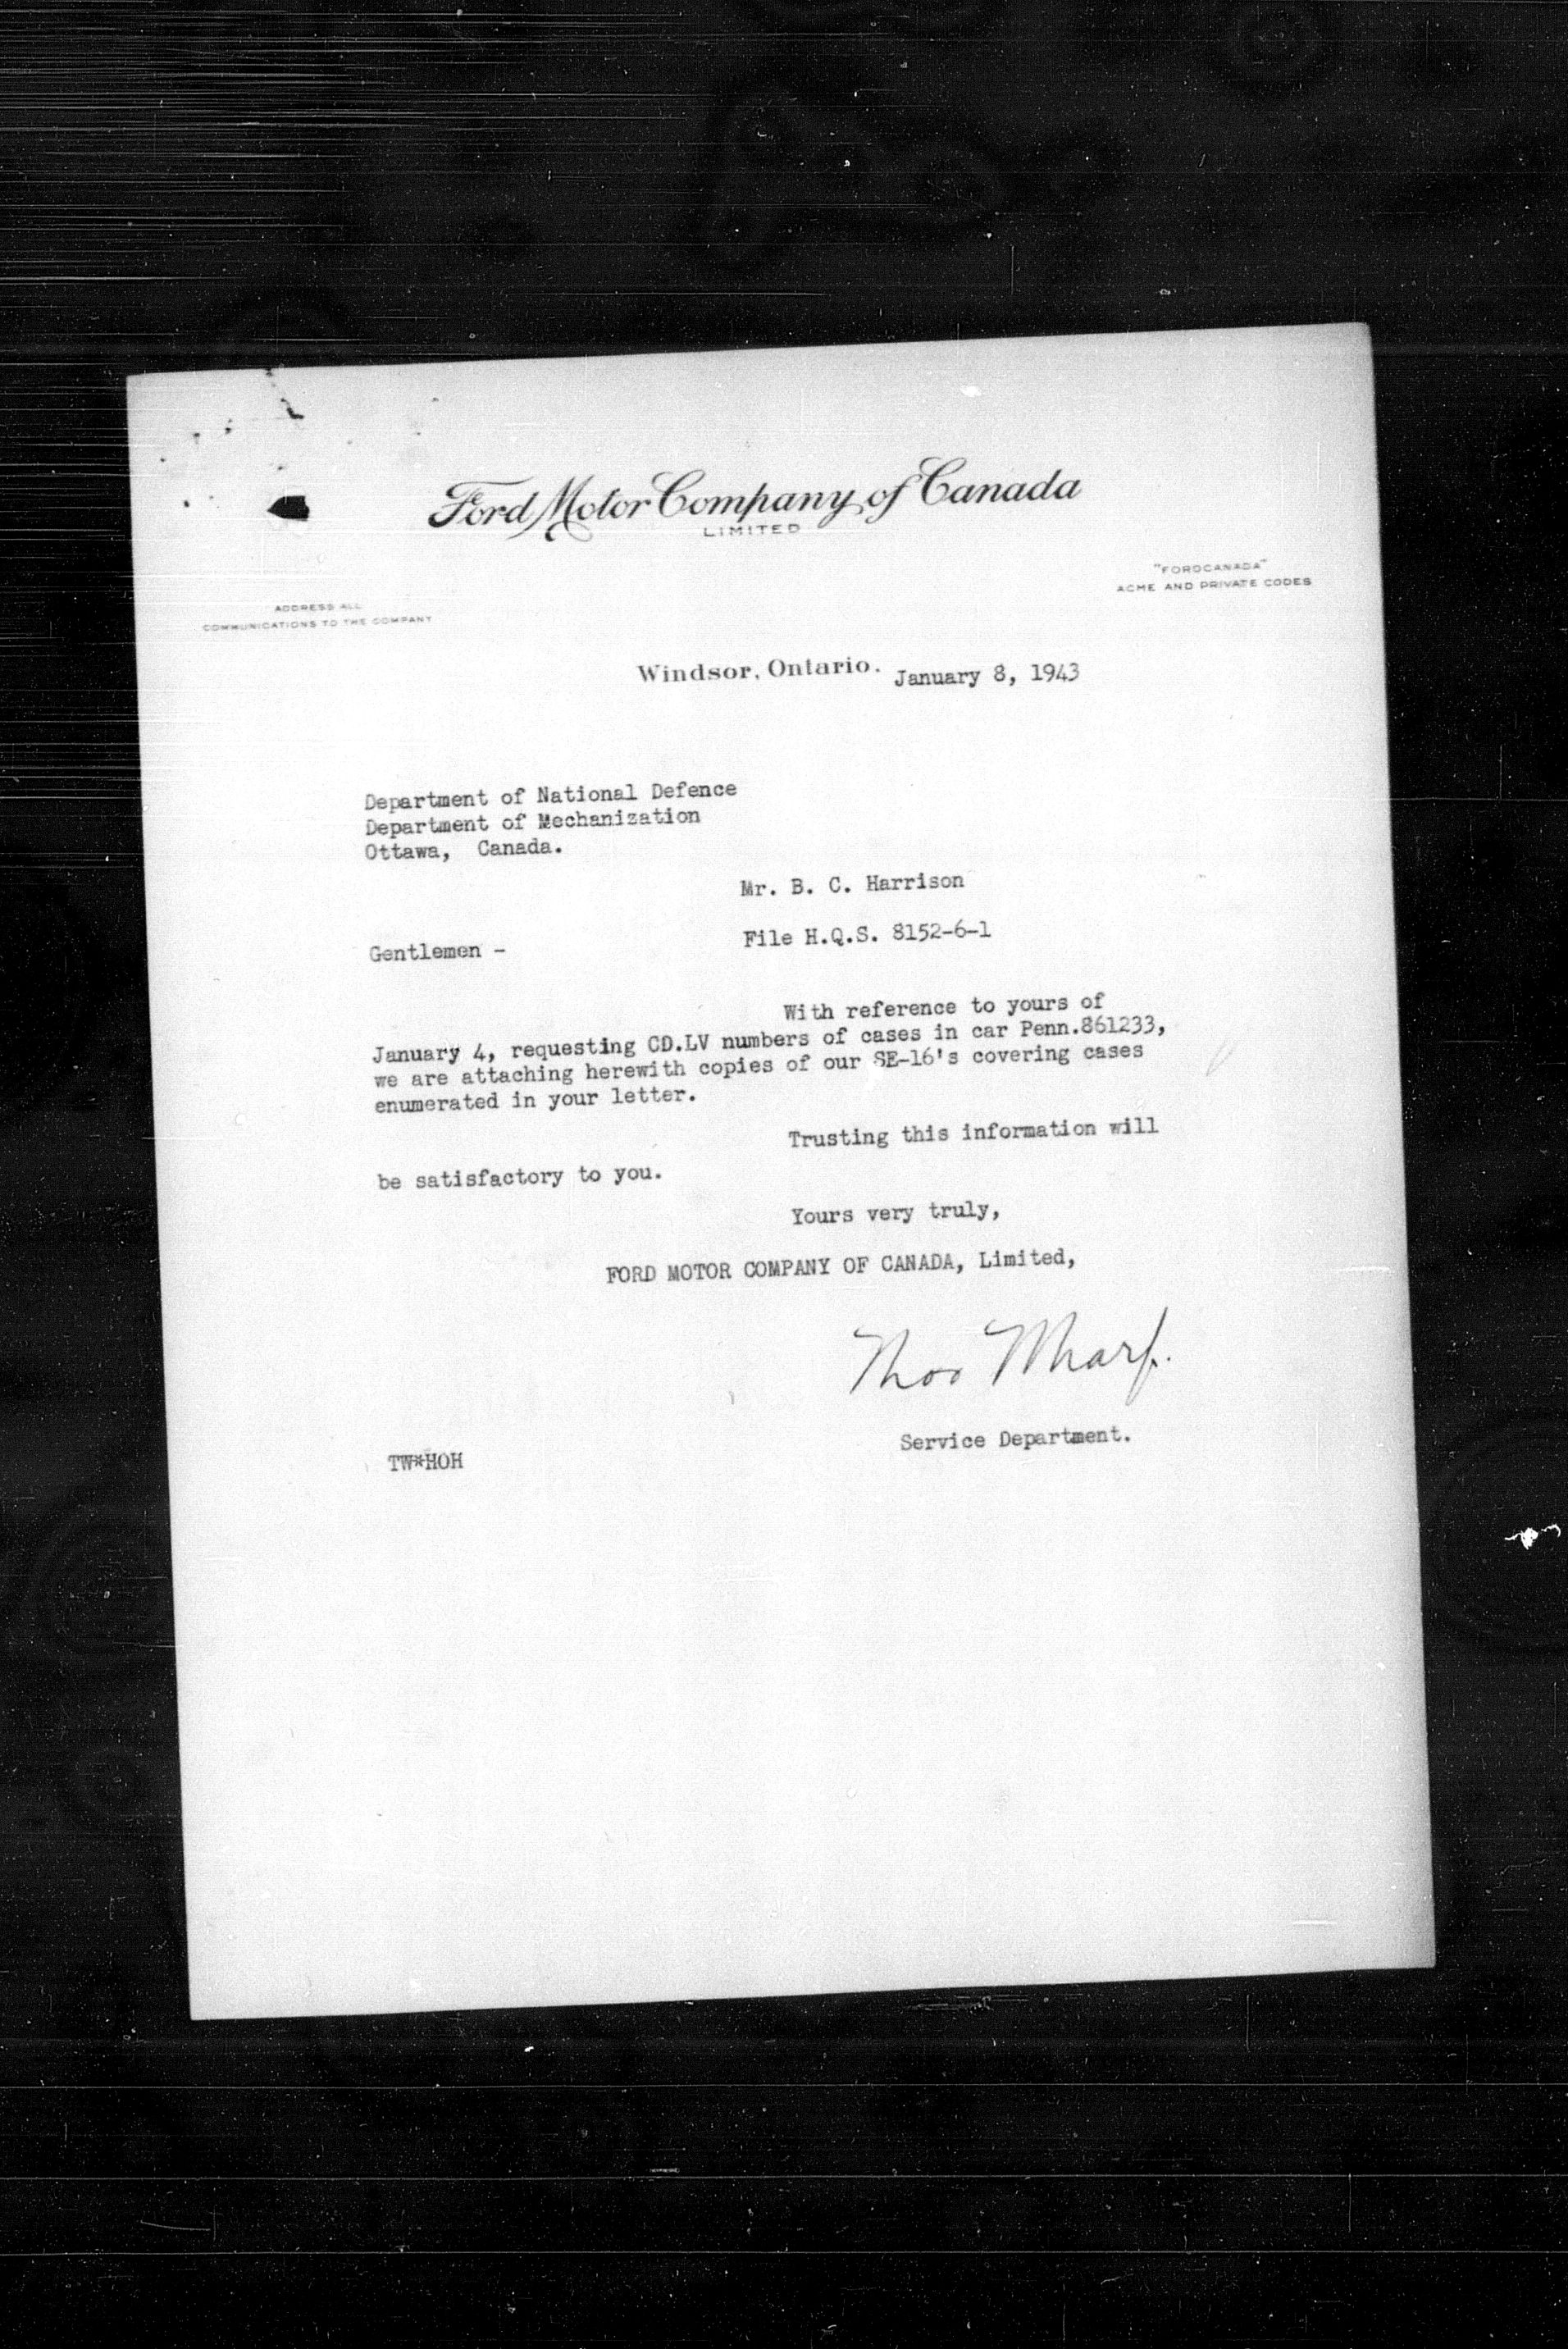 Ford Motor Company of Canada
LIMITED
"FORDCANADA"
ACME AND PRIVATE CODES
ADDRESS ALL
COMMUNICATIONS TO THE COMPANY
Windsor, Ontario. January 8, 1943
Department of National Defence
Department of Mechanization
Ottawa, Canada.
Mr. B. C. Harrison
File H.Q.S. 8152-6-1
Gentlemen -
With reference to yours of
January 4, requesting CD.LV numbers of cases in car Penn.861233,
we are attaching herewith copies of our SE-16's covering cases
enumerated in your letter.
Trusting this information will
be satisfactory to you.
Yours very truly,
FORD MOTOR COMPANY OF CANADA, Limited,
Thos Wharf.
Service Department.
TW*HOH